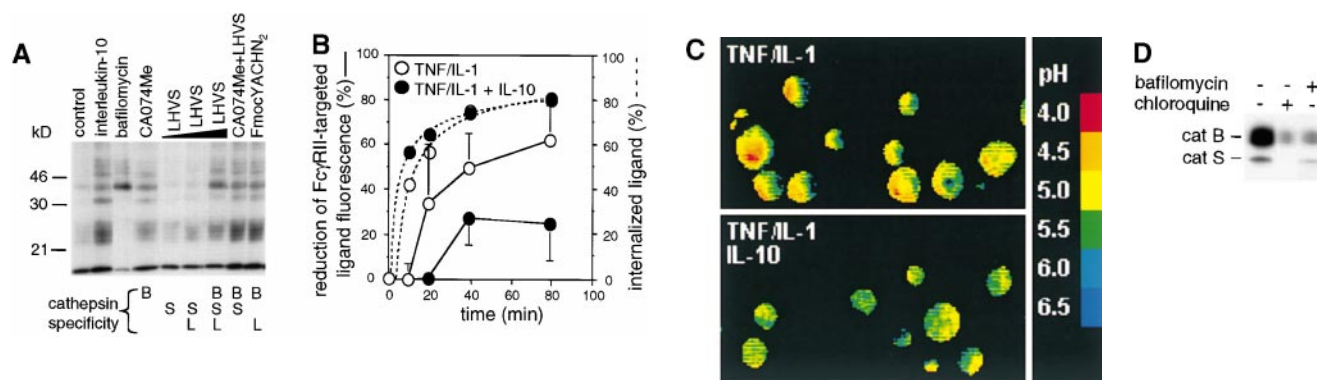 A
control
interleukin-10
bafilomycin
CA074Me
LHVS
LHVS
LHVS
CA074Me+LHVS
FmocYACHN2
kD
46
30
21
B B B B
S S S S
L L L
cathepsin
specificity
B
reduction of FcγRII-targeted
ligand fluorescence (%)
100
80
60
40
20
0
TNF/IL-1
TNF/IL-1 + IL-10
100
80
60
40
20
0
internalized ligand (%)
0 20 40 60 80 100
time (min)
C
TNF/IL-1
TNF/IL-1
IL-10
pH
4.0
4.5
5.0
5.5
6.0
6.5
D
bafilomycin - - +
chloroquine - + -
cat B –
cat S –